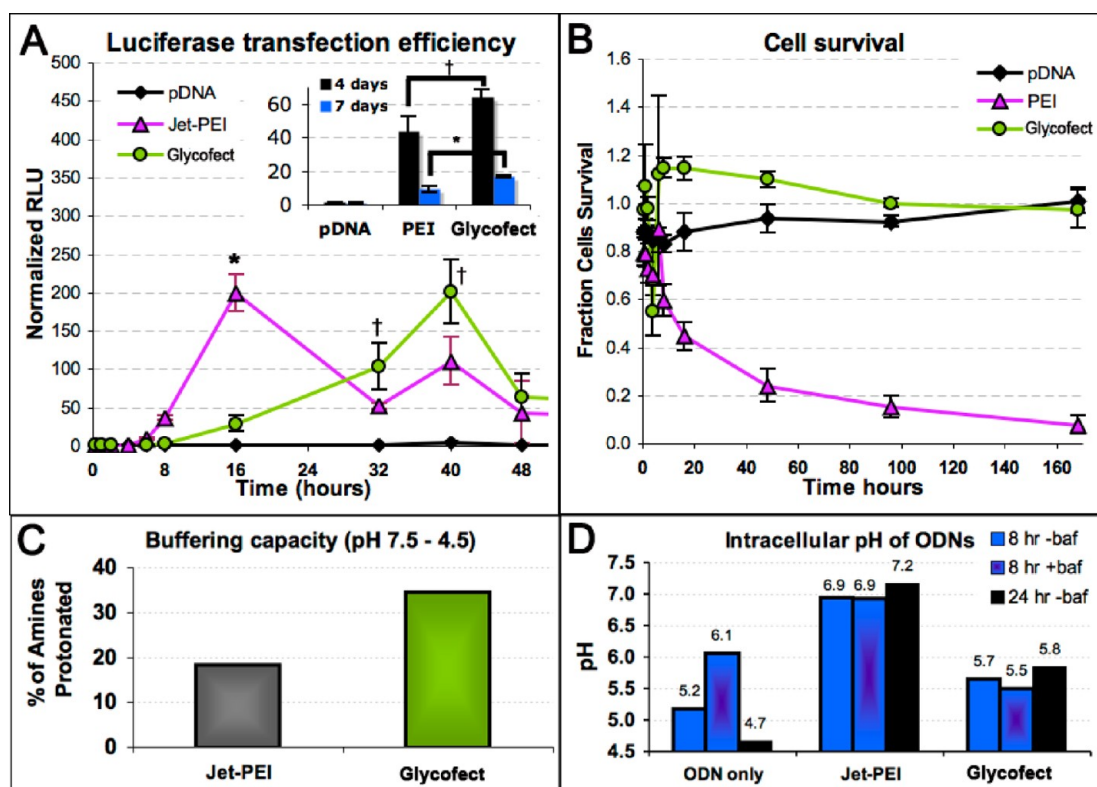 A
Luciferase transfection efficiency
500
450
400
350
300
250
200
150
100
50
0
Normalized RLU
pDNA
Jet-PEI
Glycofect
4 days
7 days
60
40
20
0
pDNA PEI Glycofect
†
*
*
†
†
0 8 16 24 32 40 48
Time (hours)
B
Cell survival
1.6
1.4
1.2
1.0
0.8
0.6
0.4
0.2
0.0
Fraction Cells Survival
pDNA
PEI
Glycofect
0 20 40 60 80 100 120 140 160
Time hours
C
Buffering capacity (pH 7.5 - 4.5)
40
30
20
10
0
% of Amines
Protonated
Jet-PEI Glycofect
D
Intracellular pH of ODNs
8 hr -baf
8 hr +baf
24 hr -baf
7.5
7.0
6.5
6.0
5.5
5.0
4.5
pH
5.2 6.1 4.7
6.9 6.9 7.2
5.7 5.5 5.8
ODN only Jet-PEI Glycofect